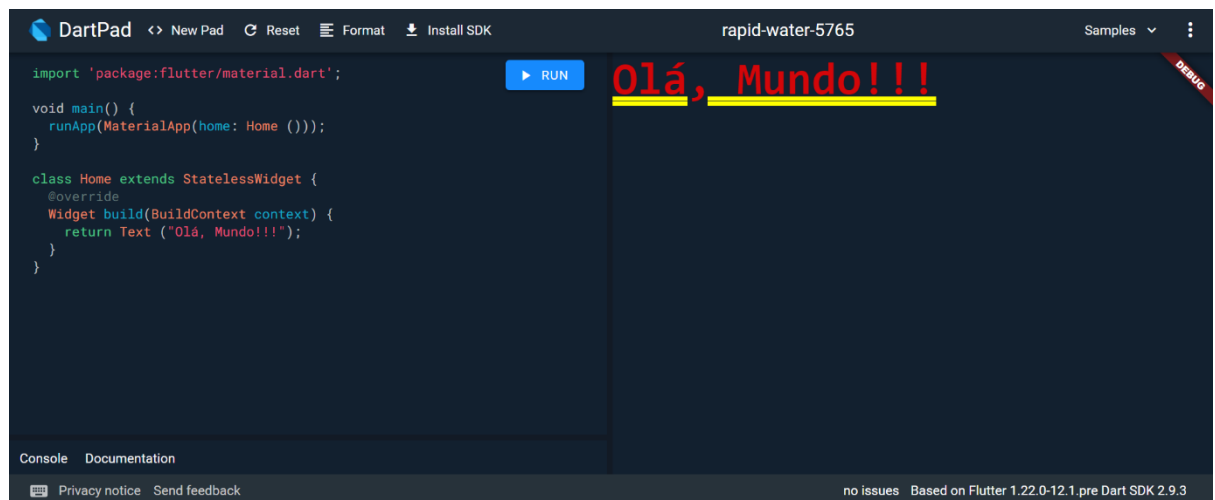 DartPad <> New Pad Reset Format Install SDK rapid-water-5765 Samples
import 'package:flutter/material.dart';
RUN
void main() {
runApp(MaterialApp(home: Home ()));
}
class Home extends StatelessWidget {
@override
Widget build(BuildContext context) {
return Text ("Olá, Mundo!!!");
}
}
Olá, Mundo!!!
DEBUG
Console Documentation
Privacy notice Send feedback no issues Based on Flutter 1.22.0-12.1.pre Dart SDK 2.9.3